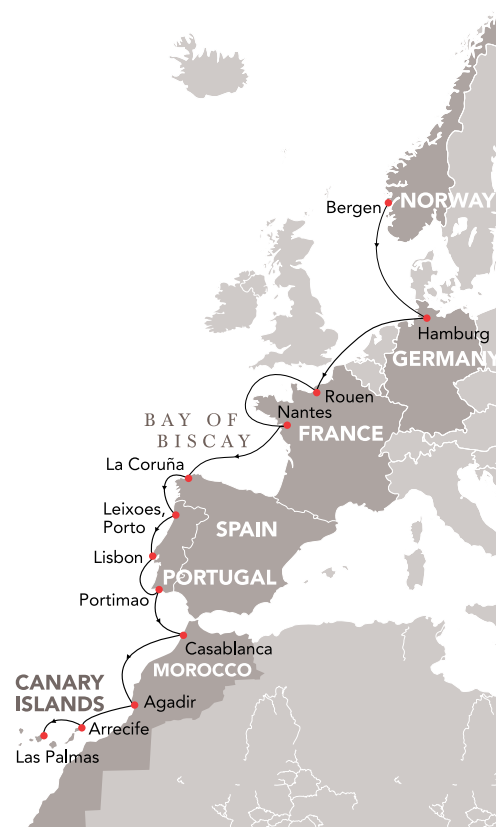 Bergen
NORWAY
Hamburg
GERMANY
Rouen
Nantes
FRANCE
BAY OF
BISCAY
La Coruña
Leixoes,
Porto
SPAIN
Lisbon
PORTUGAL
Portimao
Casablanca
MOROCCO
CANARY
ISLANDS
Agadir
Arrecife
Las Palmas